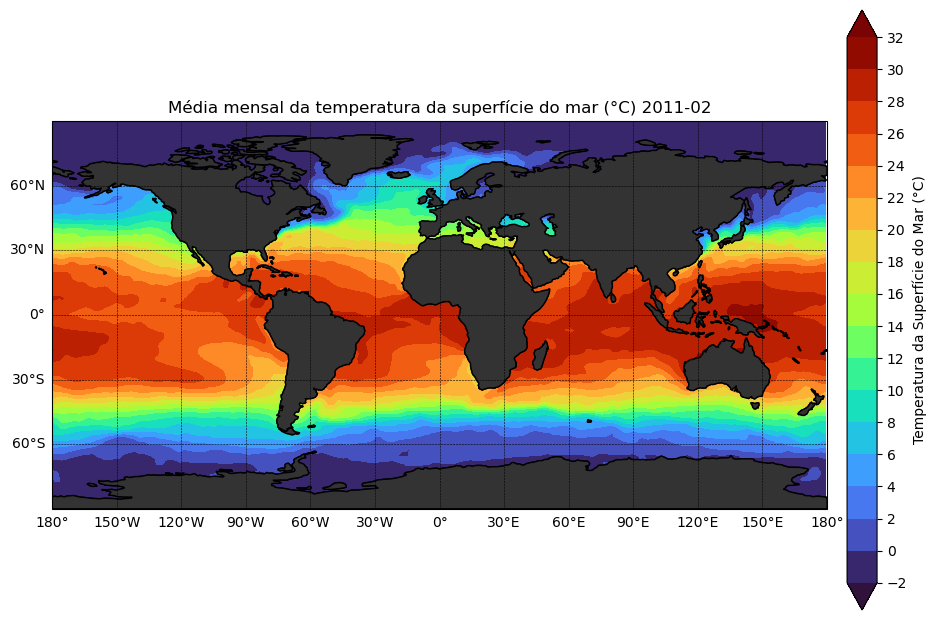 Média mensal da temperatura da superfície do mar (°C) 2011-02
60°N
30°N
0°
30°S
60°S
180° 150°W 120°W 90°W 60°W 30°W 0° 30°E 60°E 90°E 120°E 150°E 180°
32
30
28
26
24
22
20
18
16
14
12
10
8
6
4
2
0
−2
Temperatura da Superfície do Mar (°C)